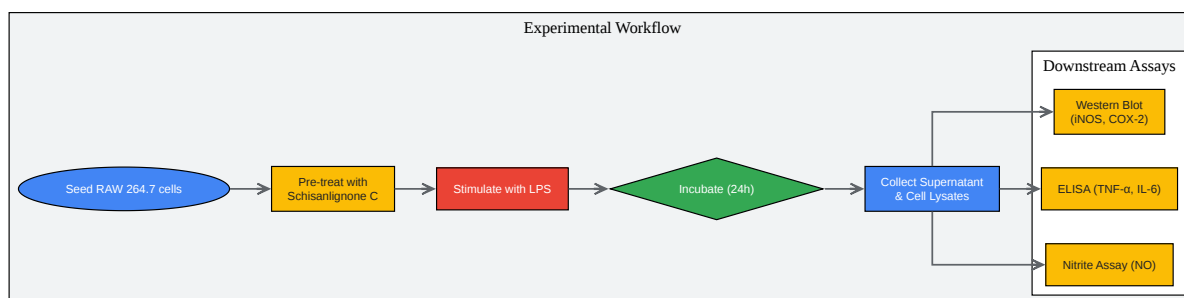 Experimental Workflow
Downstream Assays
Seed RAW 264.7 cells
Pre-treat with
Schisanlignone C
Stimulate with LPS
Incubate (24h)
Collect Supernatant
& Cell Lysates
Western Blot
(iNOS, COX-2)
ELISA (TNF-α, IL-6)
Nitrite Assay (NO)